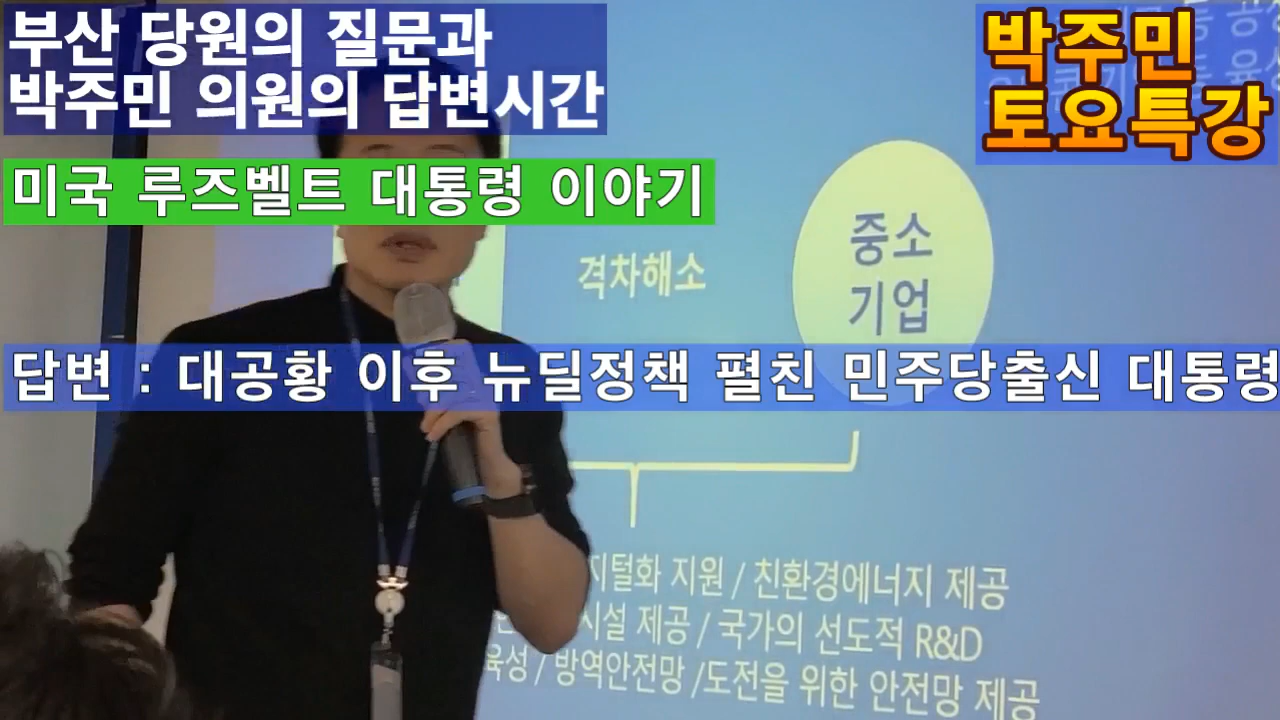 부산 당원의 질문과
박주민 의원의 답변시간
박주민
토요특강
미국 루즈벨트 대통령 이야기
중소
기업
격차해소
답변 : 대공황 이후 뉴딜정책 펼친 민주당출신 대통령
지털화 지원 / 친환경에너지 제공
시설 제공 / 국가의 선도적 R&D
육성 / 방역안전망 /도전을 위한 안전망 제공